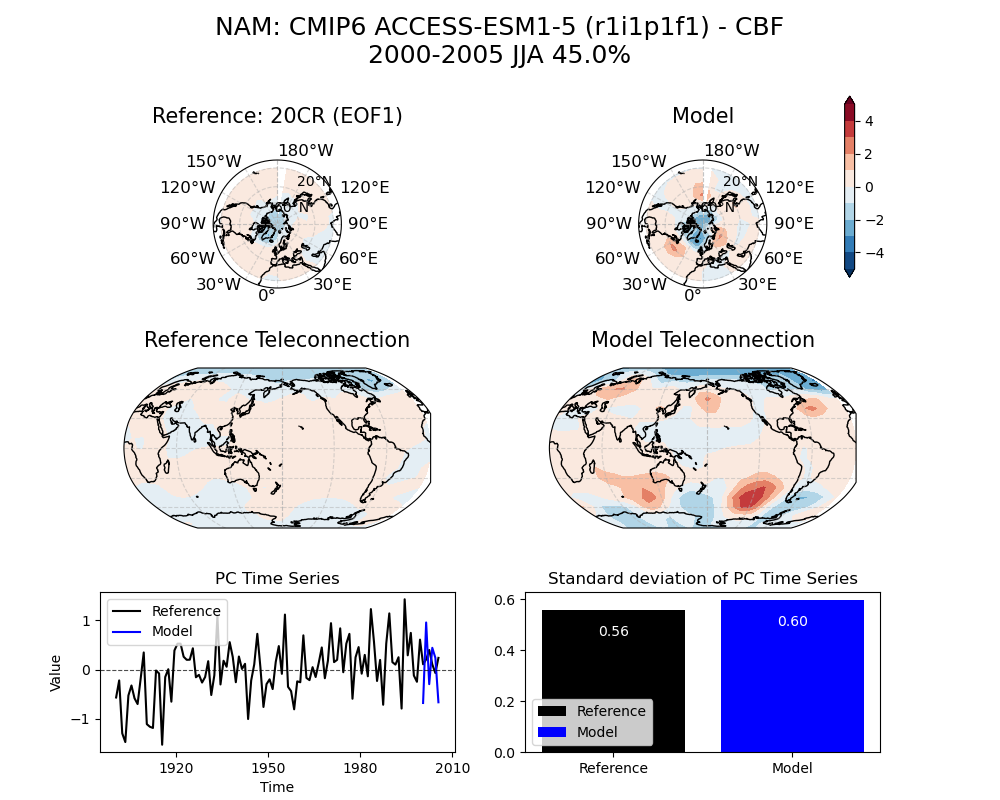 NAM: CMIP6 ACCESS-ESM1-5 (r1i1p1f1) - CBF
2000-2005 JJA 45.0%
Reference: 20CR (EOF1)
Model
180°W
150°W
120°W
90°W
60°W
30°W
0°
30°E
60°E
90°E
120°E
20°N
60°N
180°W
150°W
120°W
90°W
60°W
30°W
0°
30°E
60°E
90°E
120°E
20°N
60°N
4
2
0
−2
−4
Reference Teleconnection
Model Teleconnection
PC Time Series
Reference
Model
1
0
−1
Value
1920
1950
1980
2010
Time
Standard deviation of PC Time Series
0.6
0.4
0.2
0.0
0.56
0.60
Reference
Model
Reference
Model